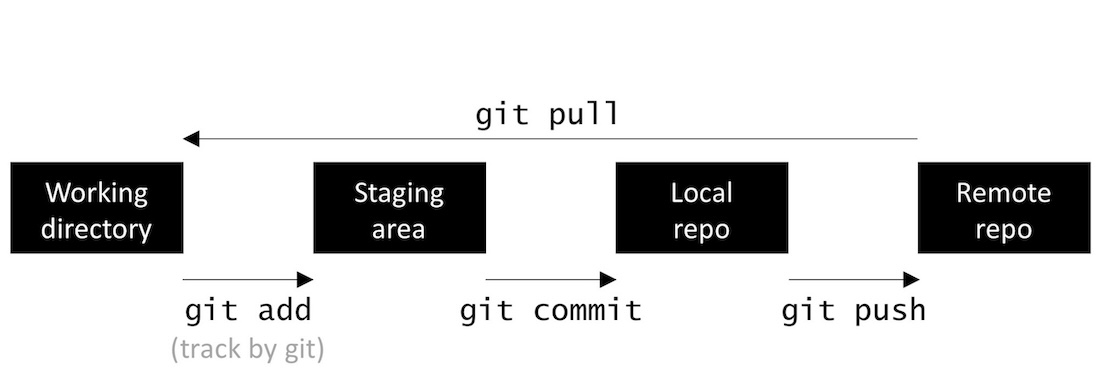 git pull
Working
directory
Staging
area
Local
repo
Remote
repo
git add
(track by git)
git commit
git push